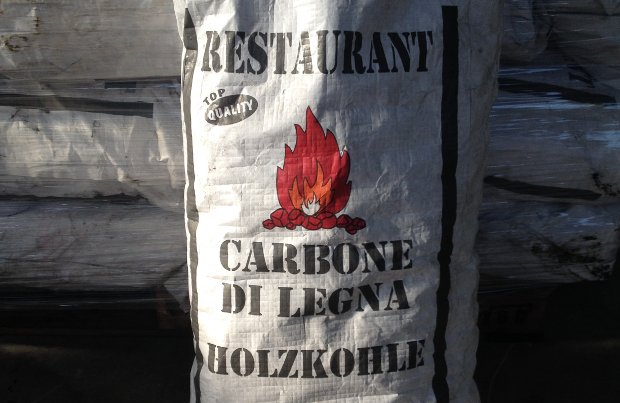 RESTAURANT
TOP
QUALITY
CARBONE
DI LEGNA
HOLZKOHLE